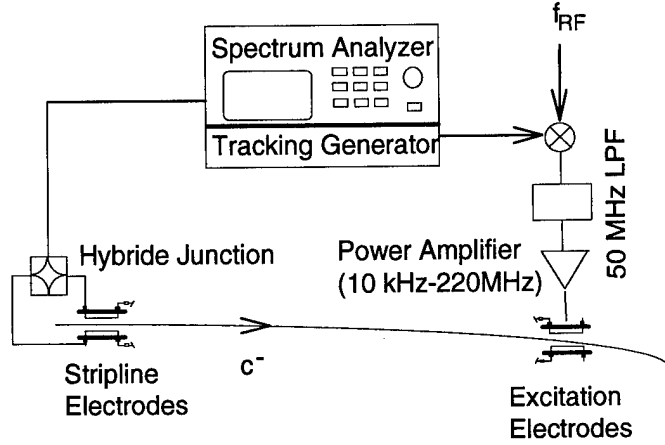 f_RF
Spectrum Analyzer
Tracking Generator
50 MHz LPF
Hybride Junction
Power Amplifier
(10 kHz-220MHz)
c⁻
Stripline
Electrodes
Excitation
Electrodes